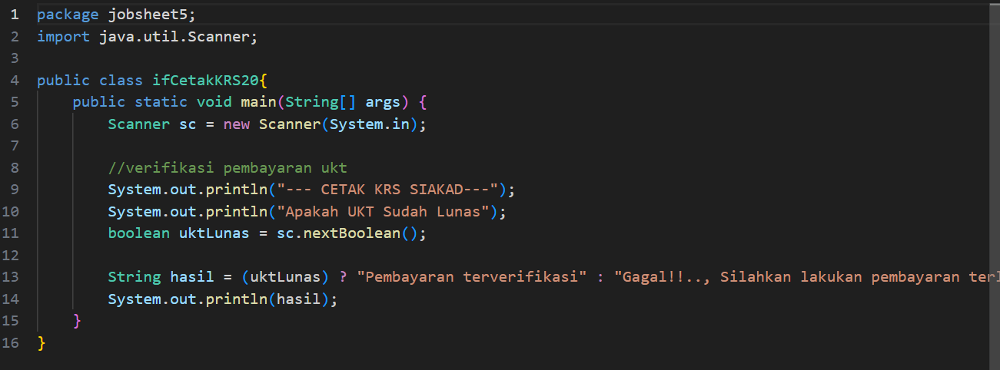 1 package jobsheet5;
2 import java.util.Scanner;
3
4 public class ifCetakKRS20{
5 public static void main(String[] args) {
6 Scanner sc = new Scanner(System.in);
7
8 //verifikasi pembayaran ukt
9 System.out.println("--- CETAK KRS SIAKAD---");
10 System.out.println("Apakah UKT Sudah Lunas");
11 boolean uktLunas = sc.nextBoolean();
12
13 String hasil = (uktLunas) ? "Pembayaran terverifikasi" : "Gagal!!.., Silahkan lakukan pembayaran
14 System.out.println(hasil);
15 }
16 }